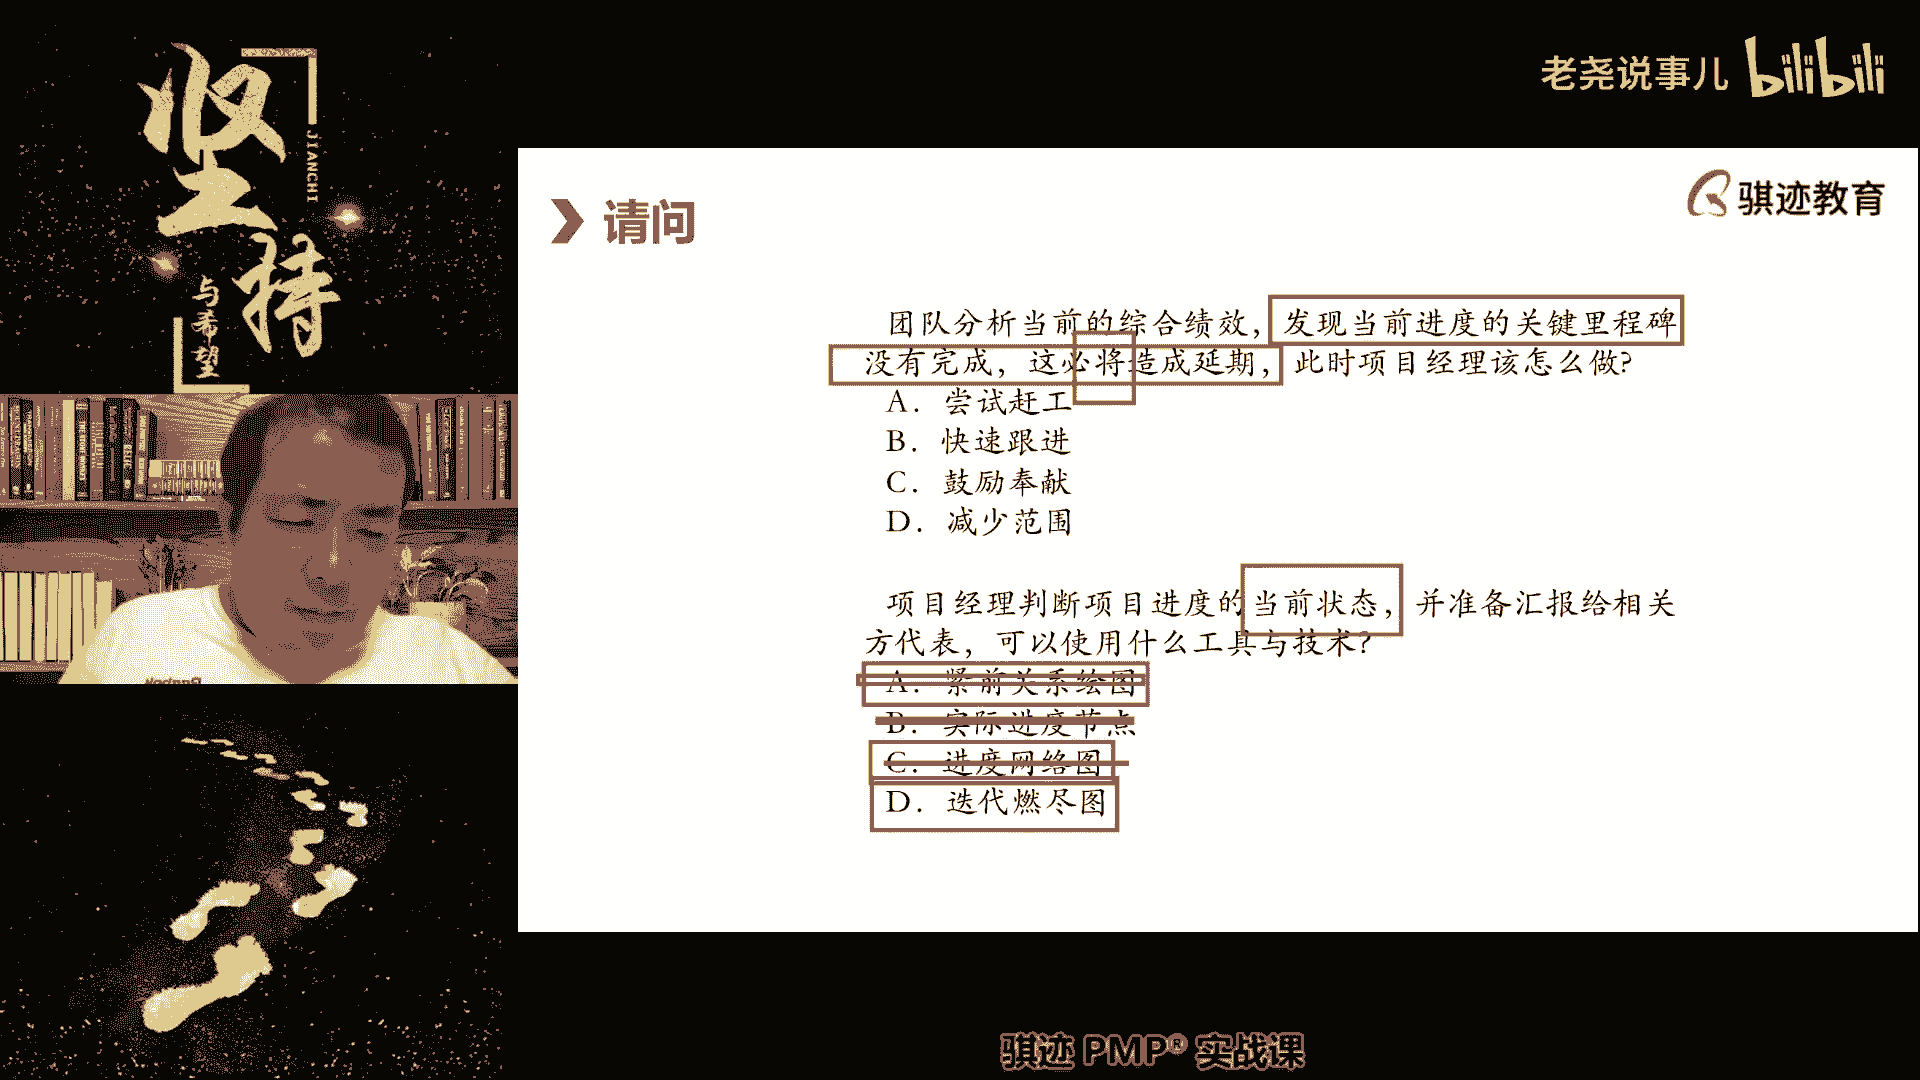 坚持
JIANCHI
与希望
老尧说事儿 bilibili
骐迹教育
请问
团队分析当前的综合绩效，发现当前进度的关键里程碑
没有完成，这必将造成延期，此时项目经理该怎么做?
A. 尝试赶工
B. 快速跟进
C. 鼓励奉献
D. 减少范围
项目经理判断项目进度的当前状态，并准备汇报给相关
方代表，可以使用什么工具与技术?
A. 紧前关系绘图
B. 实际进度节点
C. 进度网络图
D. 迭代燃尽图
骐迹 PMP® 实战课